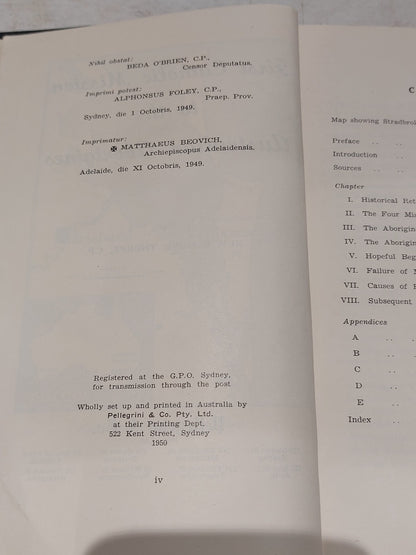 Nihil obstat:
BEDA O'BRIEN, C.P.,
Censor Deputatus.
Imprimi potest:
ALPHONSUS FOLEY, C.P.,
Praep. Prov.
Sydney, die 1 Octobris, 1949.
Imprimatur:
✠ MATTHAEUS BEOVICH,
Archiepiscopus Adelaidensis.
Adelaide, die XI Octobris, 1949.
Registered at the G.P.O. Sydney,
for transmission through the post
Wholly set up and printed in Australia by
Pellegrini & Co. Pty. Ltd.
at their Printing Dept.
522 Kent Street, Sydney
1950
iv
C
Map showing Stradbro
Preface .. ..
Introduction ..
Sources .. ..
Chapter
I. Historical Ret
II. The Four Mis
III. The Aborigin
IV. The Aborigin
V. Hopeful Beg
VI. Failure of M
VII. Causes of F
VIII. Subsequent
Appendices
A ..
B ..
C ..
D ..
E ..
Index ..